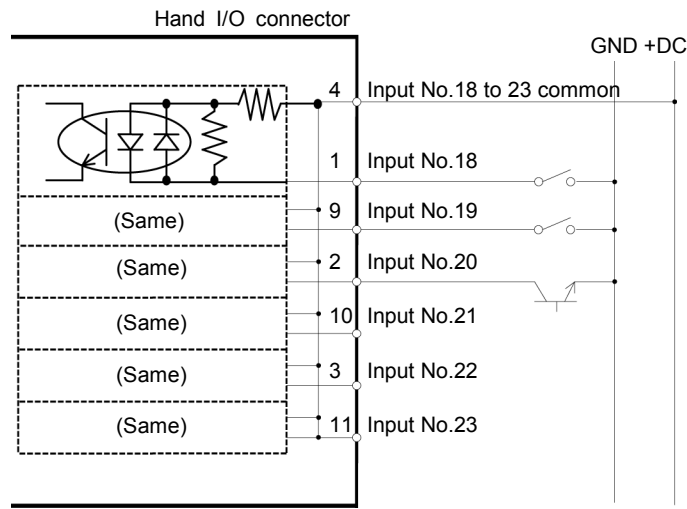 Hand I/O connector
GND +DC
4 Input No.18 to 23 common
1 Input No.18
(Same) 9 Input No.19
(Same) 2 Input No.20
(Same) 10 Input No.21
(Same) 3 Input No.22
(Same) 11 Input No.23